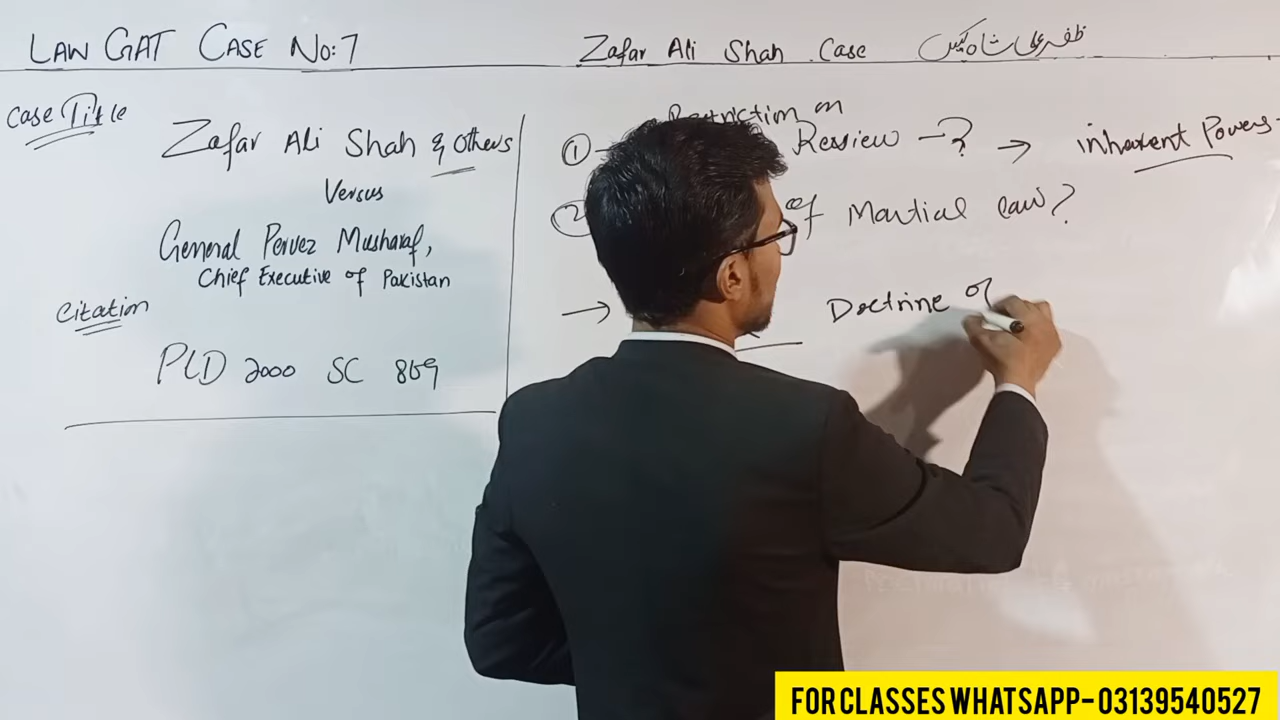 LAW GAT CASE No:7
Zafar Ali Shah Case ظفر علی شاہ کیس
Case Title
Zafar Ali Shah & Others
Versus
General Pervez Musharaf,
Chief Executive of Pakistan
Citation
PLD 2000 SC 869
Restriction on
① Review - ? → inherent Powers -
② of Martial law?
→ Doctrine of
FOR CLASSES WHATSAPP-03139540527